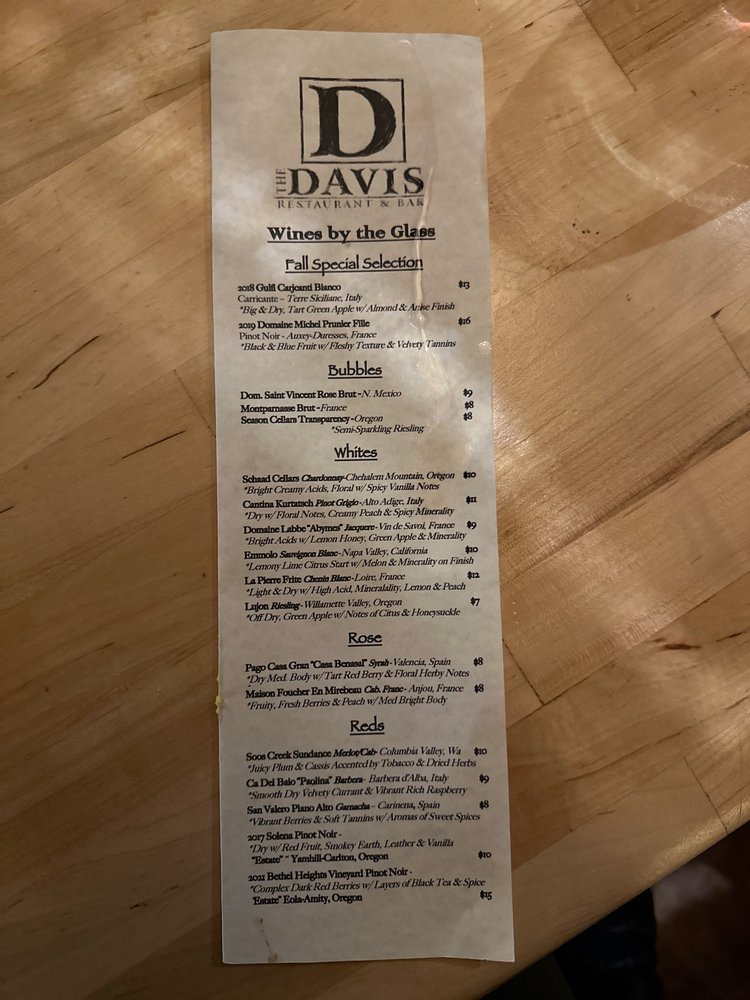 D
THE DAVIS
RESTAURANT & BAR
Wines by the Glass
Fall Special Selection
2018 Gulfi Carjcanti Bianco $13
Carricante - Terre Siciliane, Italy
*Big & Dry, Tart Green Apple w/ Almond & Anise Finish
2019 Domaine Michel Prunier Fille $16
Pinot Noir - Auxey-Duresses, France
*Black & Blue Fruit w/ Fleshy Texture & Velvety Tannins
Bubbles
Dom. Saint Vincent Rose Brut - N. Mexico $9
Montparnasse Brut - France $8
Season Cellars Transparency - Oregon $8
*Semi-Sparkling Riesling
Whites
Schaad Cellars Chardonnay - Chehalem Mountain, Oregon $10
*Bright Creamy Acids, Floral w/ Spicy Vanilla Notes
Cantina Kurtatsch Pinot Grigio - Alto Adige, Italy $11
*Dry w/ Floral Notes, Creamy Peach & Spicy Minerality
Domaine Labbe "Abymes" Jacquere - Vin de Savoi, France $9
*Bright Acids w/ Lemon Honey, Green Apple & Minerality
Emmolo Sauvignon Blanc - Napa Valley, California $10
*Lemony Lime Citrus Start w/ Melon & Minerality on Finish
La Pierre Frite Chenin Blanc - Loire, France $12
*Light & Dry w/ High Acid, Mineralality, Lemon & Peach
Lujon Riesling - Willamette Valley, Oregon $7
*Off Dry, Green Apple w/ Notes of Citus & Honeysuckle
Rose
Pago Casa Gran "Casa Benasal" Syrah - Valencia, Spain $8
*Dry Med. Body w/ Tart Red Berry & Floral Herby Notes
Maison Foucher En Mirebeau Cab. Franc - Anjou, France $8
*Fruity, Fresh Berries & Peach w/ Med Bright Body
Reds
Soos Creek Sundance Merlot/Cab - Columbia Valley, Wa $10
*Juicy Plum & Cassis Accented by Tobacco & Dried Herbs
Ca Del Baio "Paolina" Barbera - Barbera d'Alba, Italy $9
*Smooth Dry Velvety Currant & Vibrant Rich Raspberry
San Valero Piano Alto Garnacha - Carinena, Spain $8
*Vibrant Berries & Soft Tannins w/ Aromas of Sweet Spices
2017 Solena Pinot Noir -
*Dry w/ Red Fruit, Smokey Earth, Leather & Vanilla
"Estate" ~ Yamhill-Carlton, Oregon $10
2021 Bethel Heights Vineyard Pinot Noir -
*Complex Dark Red Berries w/ Layers of Black Tea & Spice
"Estate" Eola-Amity, Oregon $15